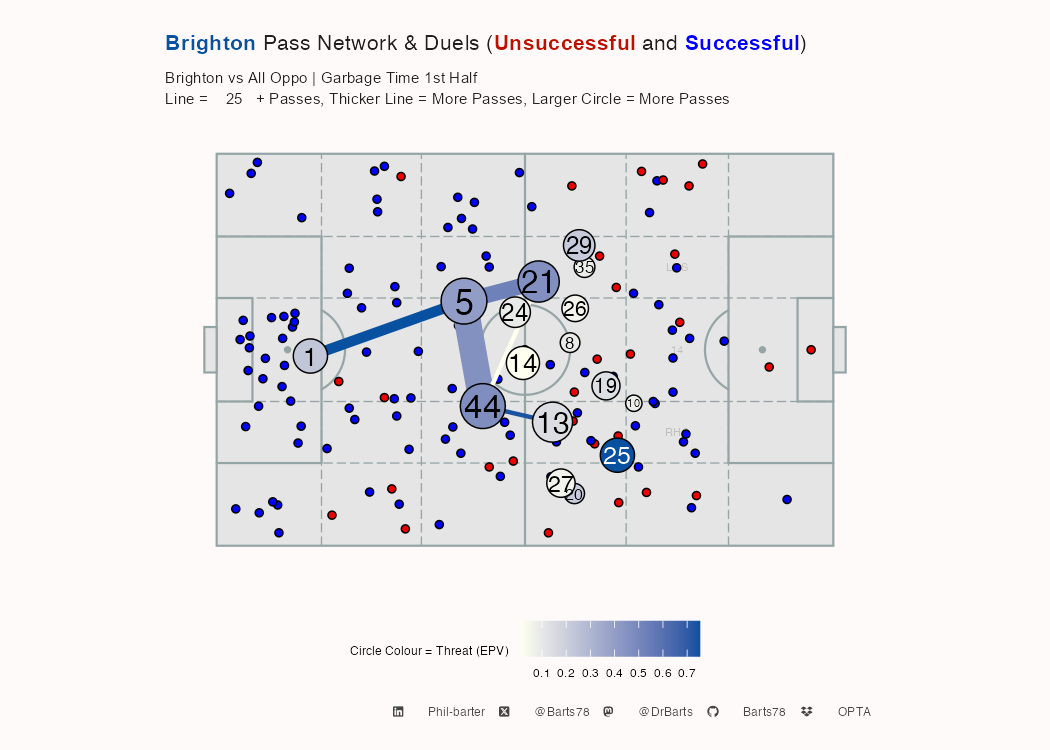 Brighton Pass Network & Duels (Unsuccessful and Successful)
Brighton vs All Oppo | Garbage Time 1st Half
Line = 25 + Passes, Thicker Line = More Passes, Larger Circle = More Passes
29
35
21
5
24
26
8
1
14
14
19
10
44
13
25
27
20
Circle Colour = Threat (EPV)
0.1 0.2 0.3 0.4 0.5 0.6 0.7
Phil-barter @Barts78 @DrBarts Barts78 OPTA